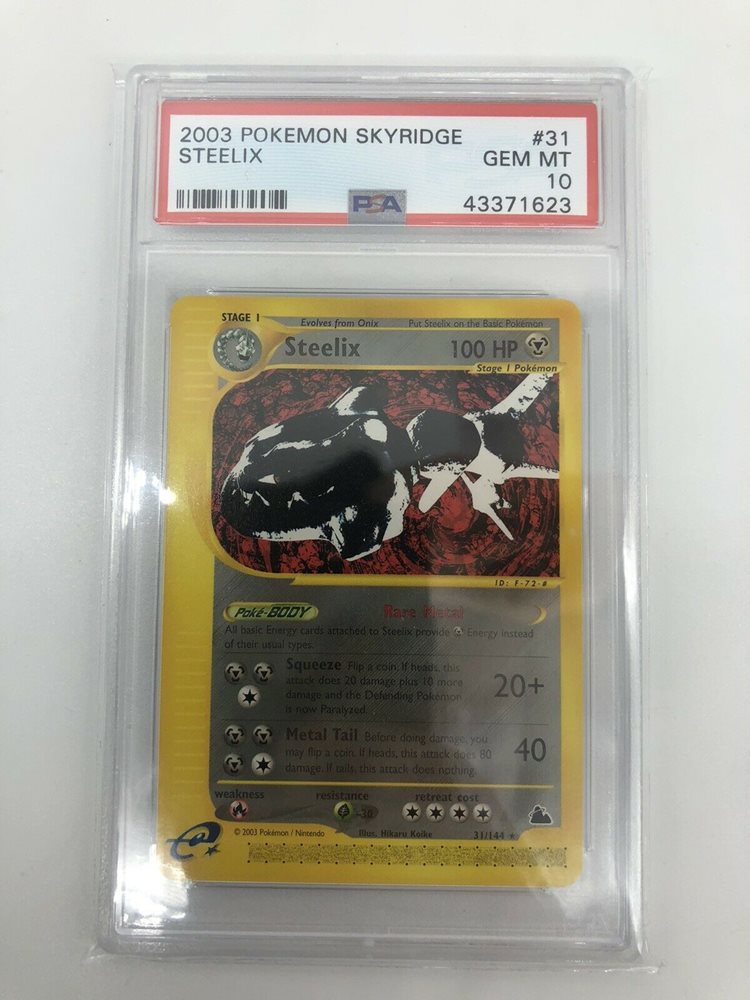 2003 POKEMON SKYRIDGE #31
STEELIX GEM MT
10
PSA 43371623
STAGE 1 Evolves from Onix Put Steelix on the Basic Pokémon
Steelix 100 HP
Stage 1 Pokémon
ID: F-72-#
Poké-BODY Rare Metal
All basic Energy cards attached to Steelix provide Energy instead
of their usual types.
Squeeze Flip a coin. If heads, this
attack does 20 damage plus 10 more
damage and the Defending Pokémon
is now Paralyzed.
20+
Metal Tail Before doing damage, you
may flip a coin. If heads, this attack does 80
damage. If tails, this attack does nothing.
40
weakness resistance retreat cost
-30
© 2003 Pokémon / Nintendo Illus. Hikaru Koike 31/144 ★
e